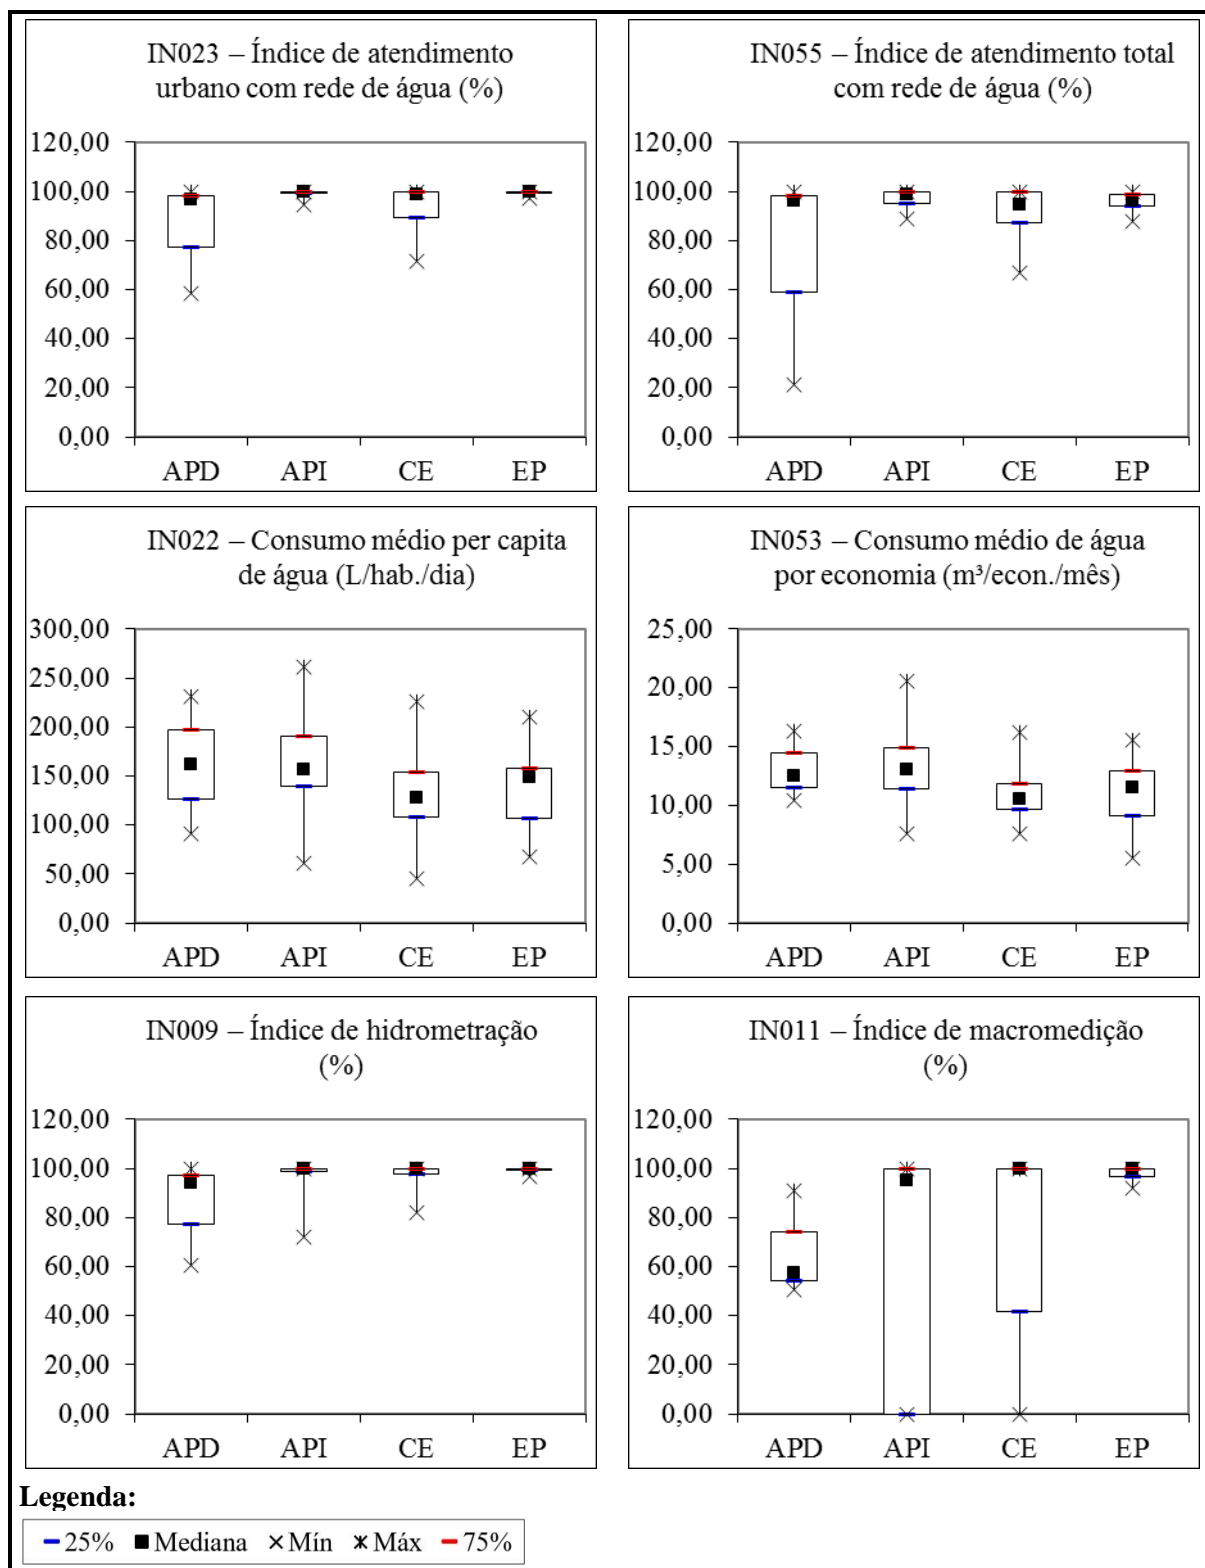 IN023 – Índice de atendimento
urbano com rede de água (%)
120,00
100,00
80,00
60,00
40,00
20,00
0,00
APD API CE EP
IN055 – Índice de atendimento total
com rede de água (%)
120,00
100,00
80,00
60,00
40,00
20,00
0,00
APD API CE EP
IN022 – Consumo médio per capita
de água (L/hab./dia)
300,00
250,00
200,00
150,00
100,00
50,00
0,00
APD API CE EP
IN053 – Consumo médio de água
por economia (m³/econ./mês)
25,00
20,00
15,00
10,00
5,00
0,00
APD API CE EP
IN009 – Índice de hidrometração
(%)
120,00
100,00
80,00
60,00
40,00
20,00
0,00
APD API CE EP
IN011 – Índice de macromedição
(%)
120,00
100,00
80,00
60,00
40,00
20,00
0,00
APD API CE EP
Legenda:
25% Mediana Mín Máx 75%